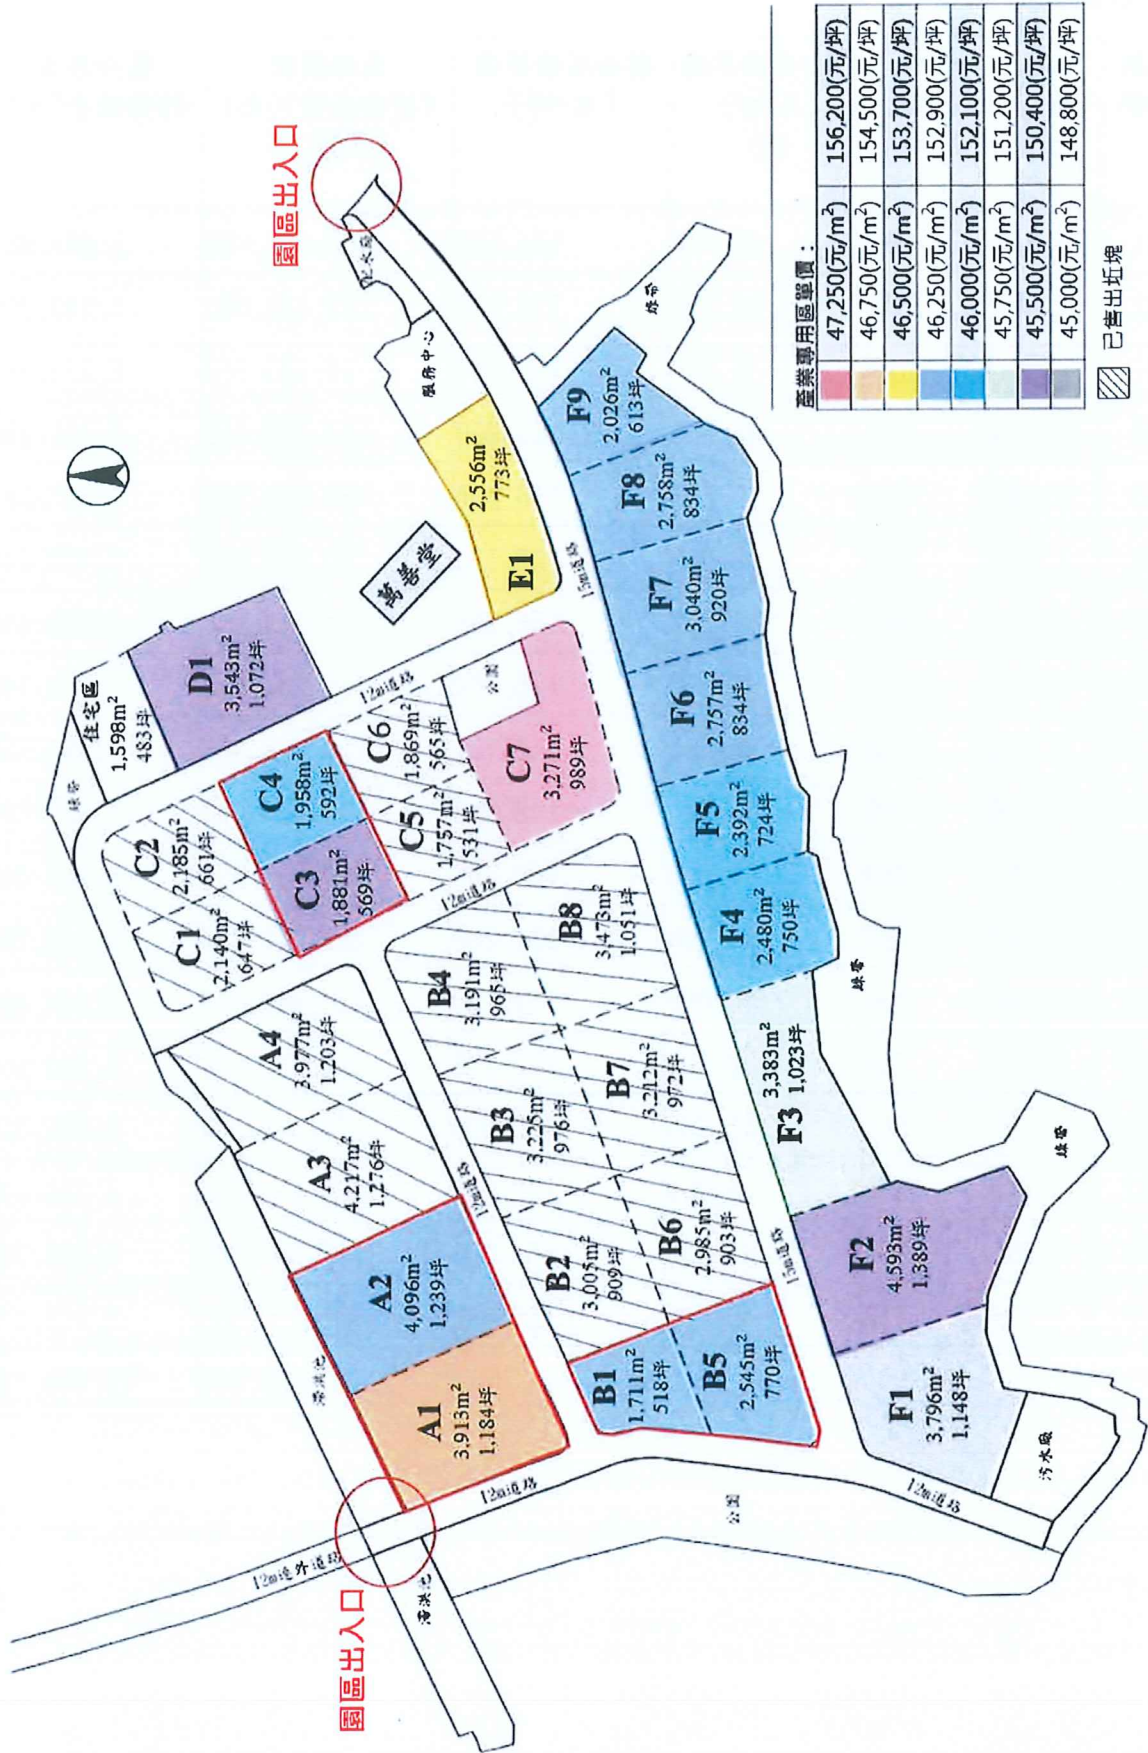 園區出入口
園區出入口
12m連外道路
滯洪池
滯洪池
公園
12m道路
12m道路
A1
3,913m²
1,184坪
A2
4,096m²
1,239坪
A3
4,217m²
1,276坪
A4
3,977m²
1,203坪
12m道路
B1
1,711m²
518坪
B2
3,005m²
909坪
B3
3,225m²
976坪
B4
3,191m²
965坪
B5
2,545m²
770坪
B6
2,985m²
903坪
B7
3,212m²
972坪
B8
3,473m²
1,051坪
12m道路
C1
2,140m²
647坪
C2
2,185m²
661坪
C3
1,881m²
569坪
C4
1,958m²
592坪
C5
1,757m²
531坪
C6
1,869m²
565坪
C7
3,271m²
989坪
公園
12m道路
綠帶
住宅區
1,598m²
483坪
D1
3,543m²
1,072坪
萬善堂
E1
2,556m²
773坪
服務中心
配水廠
15m道路
15m道路
F1
3,796m²
1,148坪
F2
4,593m²
1,389坪
F3
3,383m²
1,023坪
F4
2,480m²
750坪
F5
2,392m²
724坪
F6
2,757m²
834坪
F7
3,040m²
920坪
F8
2,758m²
834坪
F9
2,026m²
613坪
污水廠
綠帶
綠帶
綠帶
產業專用區單價：
47,250(元/m²) 156,200(元/坪)
46,750(元/m²) 154,500(元/坪)
46,500(元/m²) 153,700(元/坪)
46,250(元/m²) 152,900(元/坪)
46,000(元/m²) 152,100(元/坪)
45,750(元/m²) 151,200(元/坪)
45,500(元/m²) 150,400(元/坪)
45,000(元/m²) 148,800(元/坪)
已售出坵塊